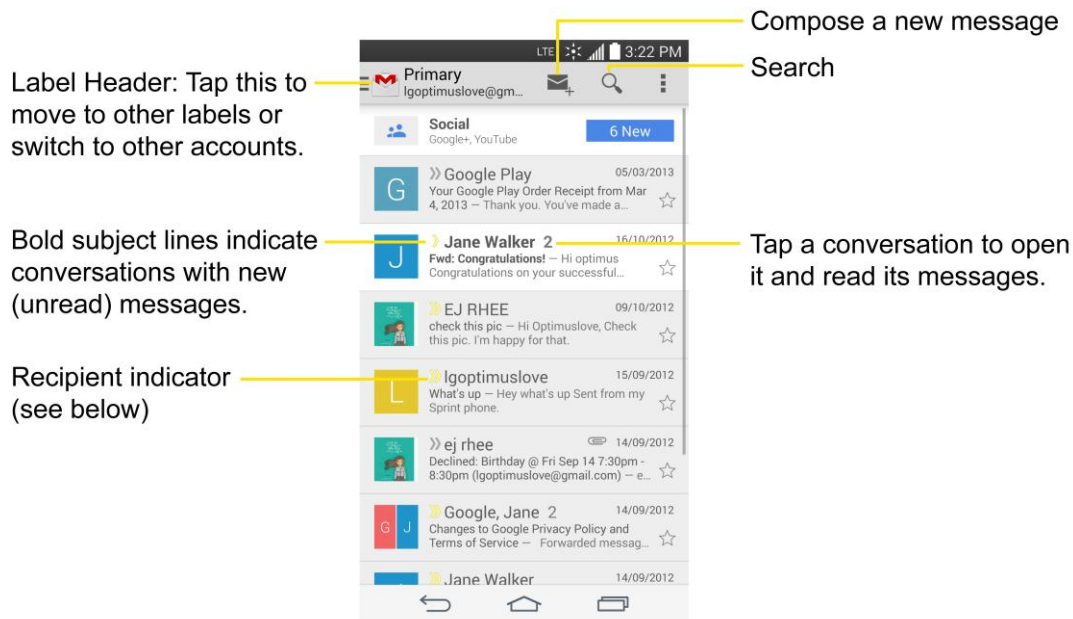 Compose a new message
Search
Label Header: Tap this to
move to other labels or
switch to other accounts.
Bold subject lines indicate
conversations with new
(unread) messages.
Recipient indicator
(see below)
LTE 3:22 PM
Primary
lgoptimuslove@gm...
Social
Google+, YouTube
6 New
G
» Google Play 05/03/2013
Your Google Play Order Receipt from Mar
4, 2013 – Thank you. You've made a...
J
› Jane Walker 2 16/10/2012
Fwd: Congratulations! – Hi optimus
Congratulations on your successful...
» EJ RHEE 09/10/2012
check this pic – Hi Optimuslove, Check
this pic. I'm happy for that.
L
» lgoptimuslove 15/09/2012
What's up – Hey what's up Sent from my
Sprint phone.
» ej rhee 14/09/2012
Declined: Birthday @ Fri Sep 14 7:30pm -
8:30pm (lgoptimuslove@gmail.com) – e...
G J
» Google, Jane 2 14/09/2012
Changes to Google Privacy Policy and
Terms of Service – Forwarded messag...
» Jane Walker 14/09/2012
Tap a conversation to open
it and read its messages.